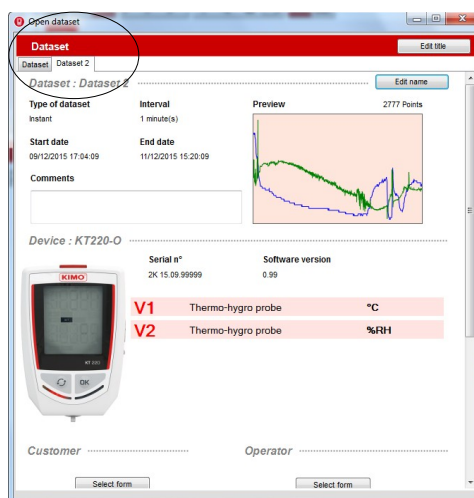 Open dataset
Dataset
Edit title
Dataset Dataset 2
Dataset : Dataset 2
Edit name
Type of dataset Interval Preview 2777 Points
Instant 1 minute(s)
Start date End date
09/12/2015 17:04:09 11/12/2015 15:20:09
Comments
Device : KT220-O
Serial n° Software version
2K 15.09.99999 0.99
KIMO
V1 Thermo-hygro probe °C
V2 Thermo-hygro probe %RH
KT 220
OK
Customer Operator
Select form Select form